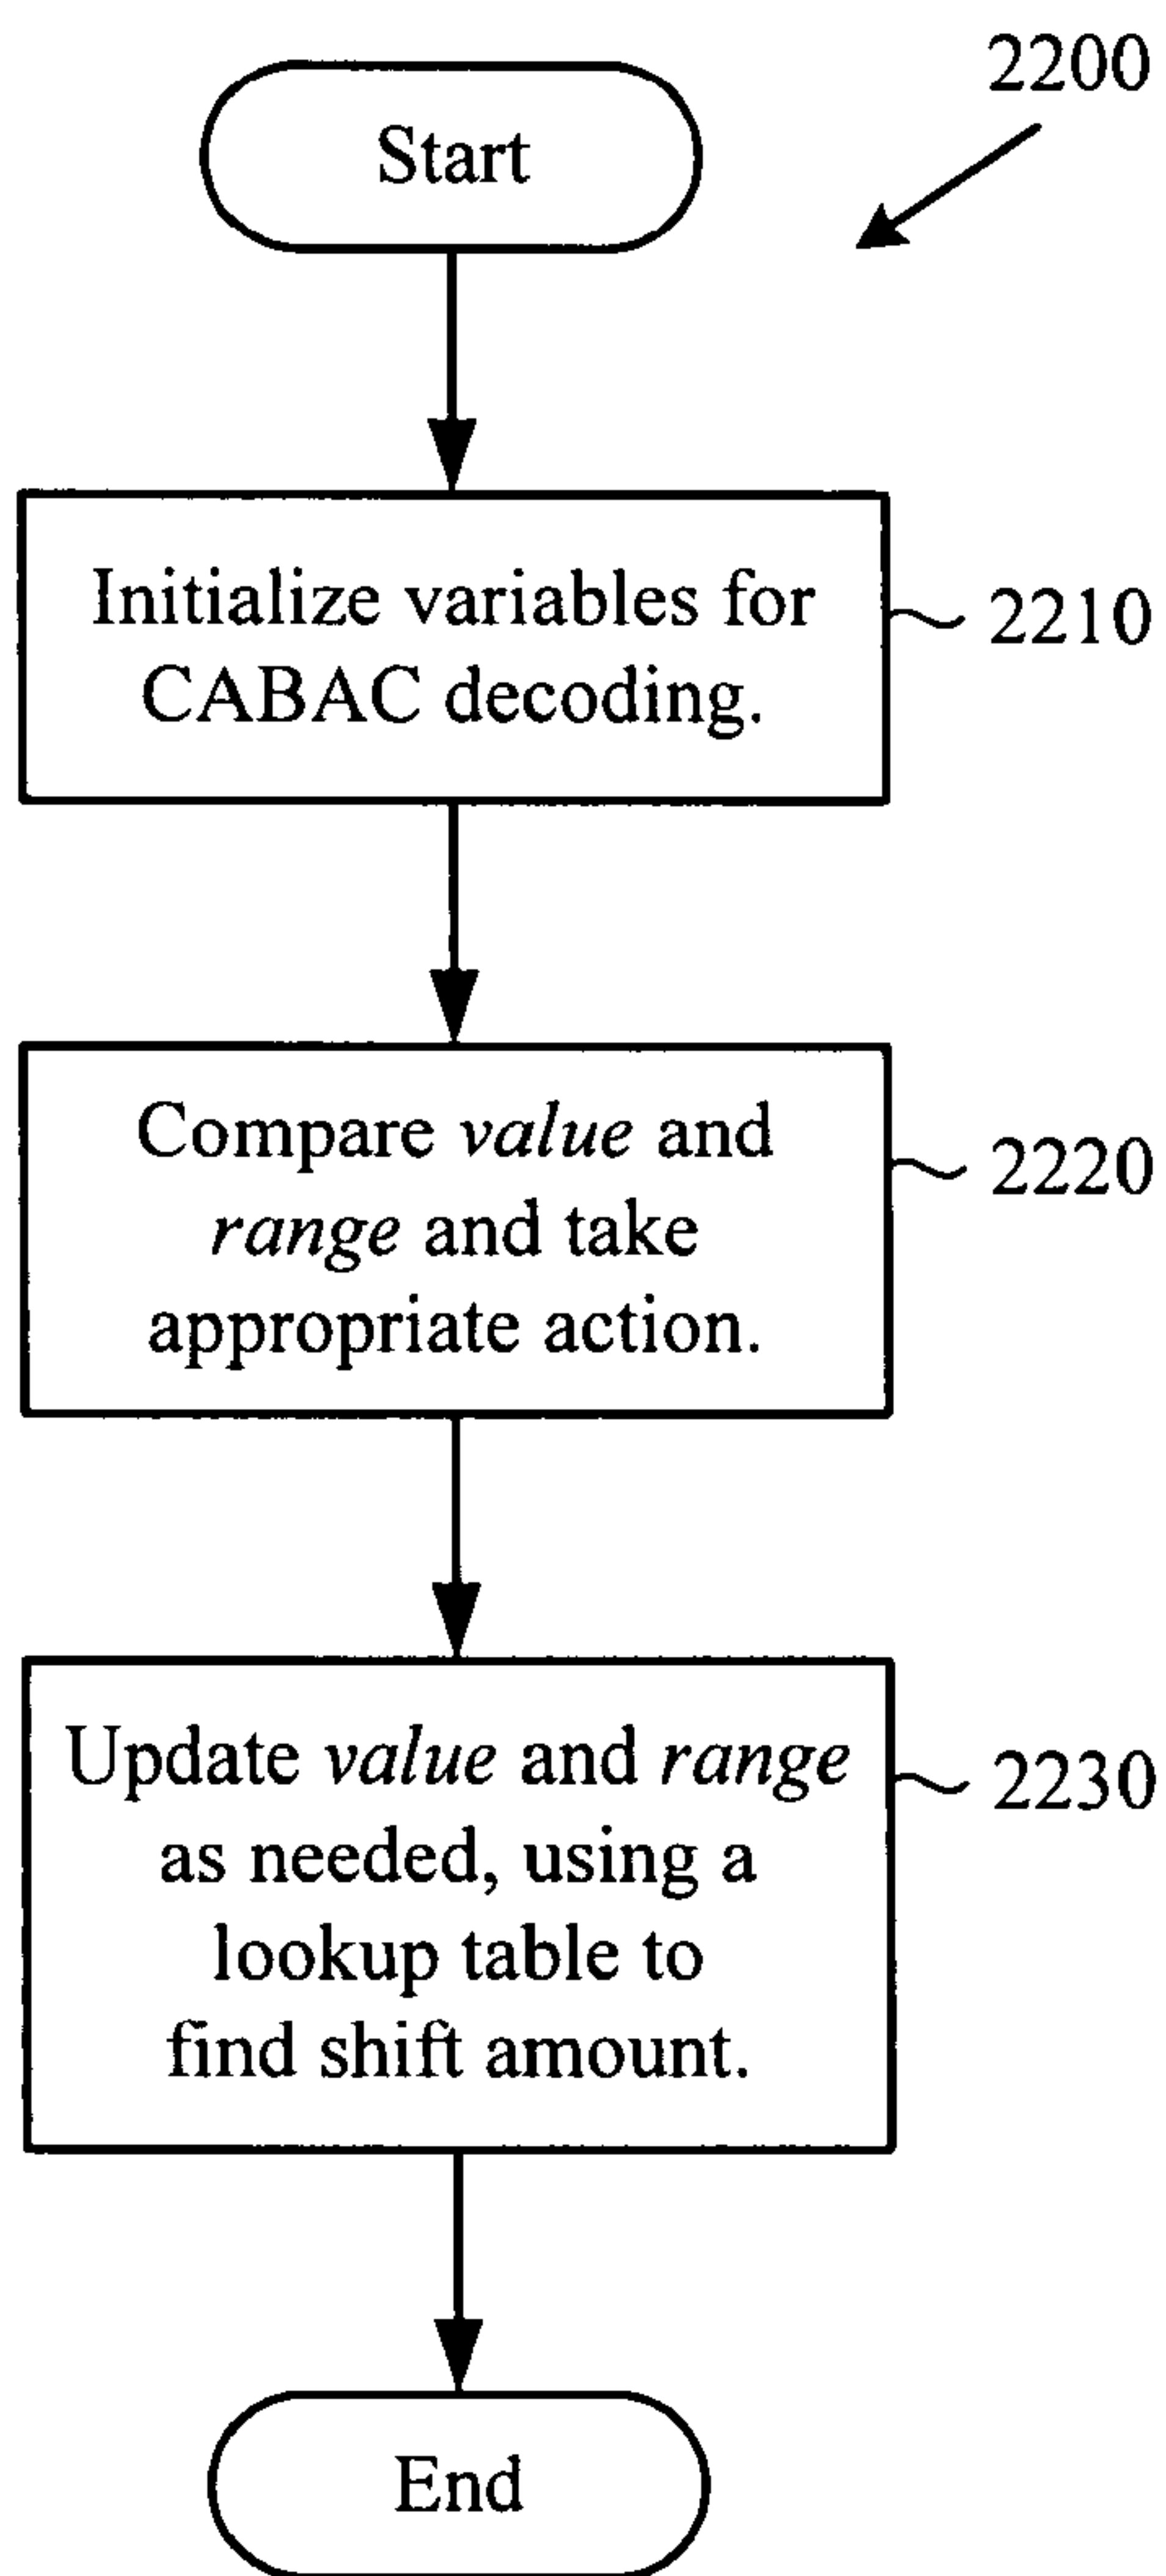 2200
Start
Initialize variables for
CABAC decoding.
2210
Compare value and
range and take
appropriate action.
2220
Update value and range
as needed, using a
lookup table to
find shift amount.
2230
End